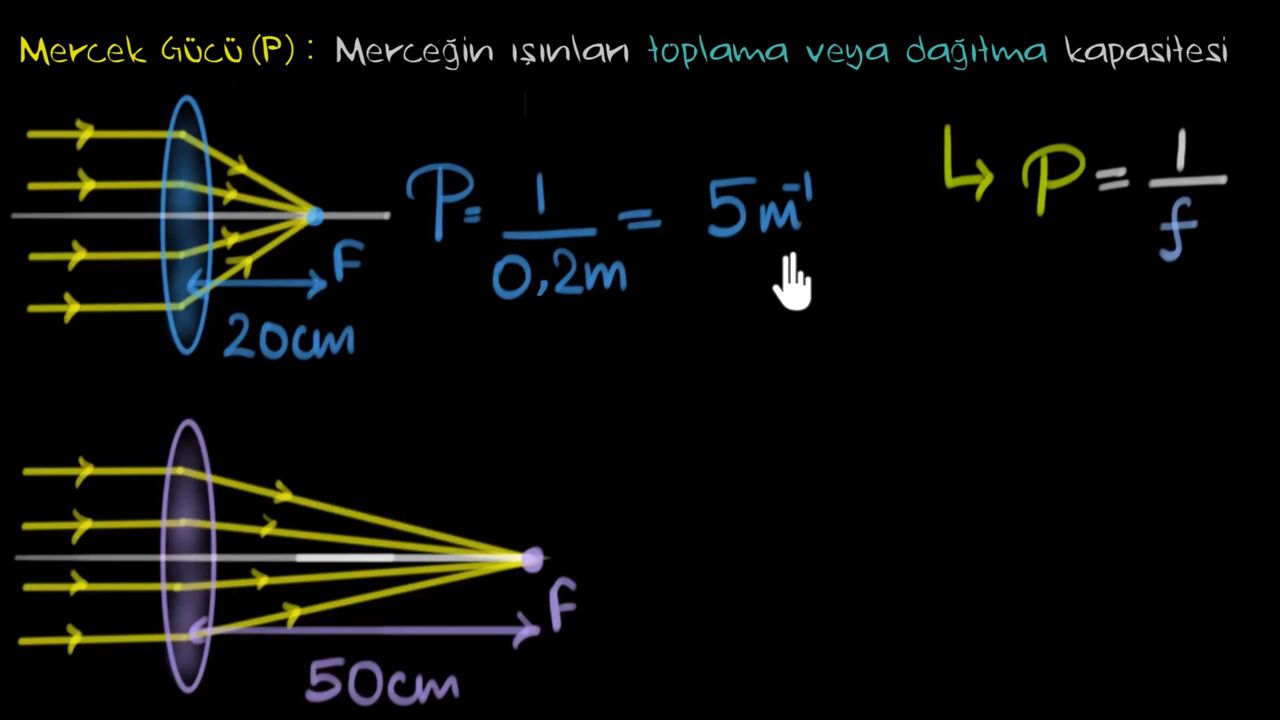 Mercek Gücü (P) : Merceğin ışınları toplama veya dağıtma kapasitesi
P = 1/f
P = 1/0,2m = 5m⁻¹
F
20cm
F
50cm